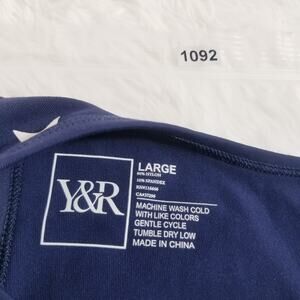 1092
LARGE
Y&R
MACHINE WASH COLD
WITH LIKE COLORS
GENTLE CYCLE
TUMBLE DRY LOW
MADE IN CHINA